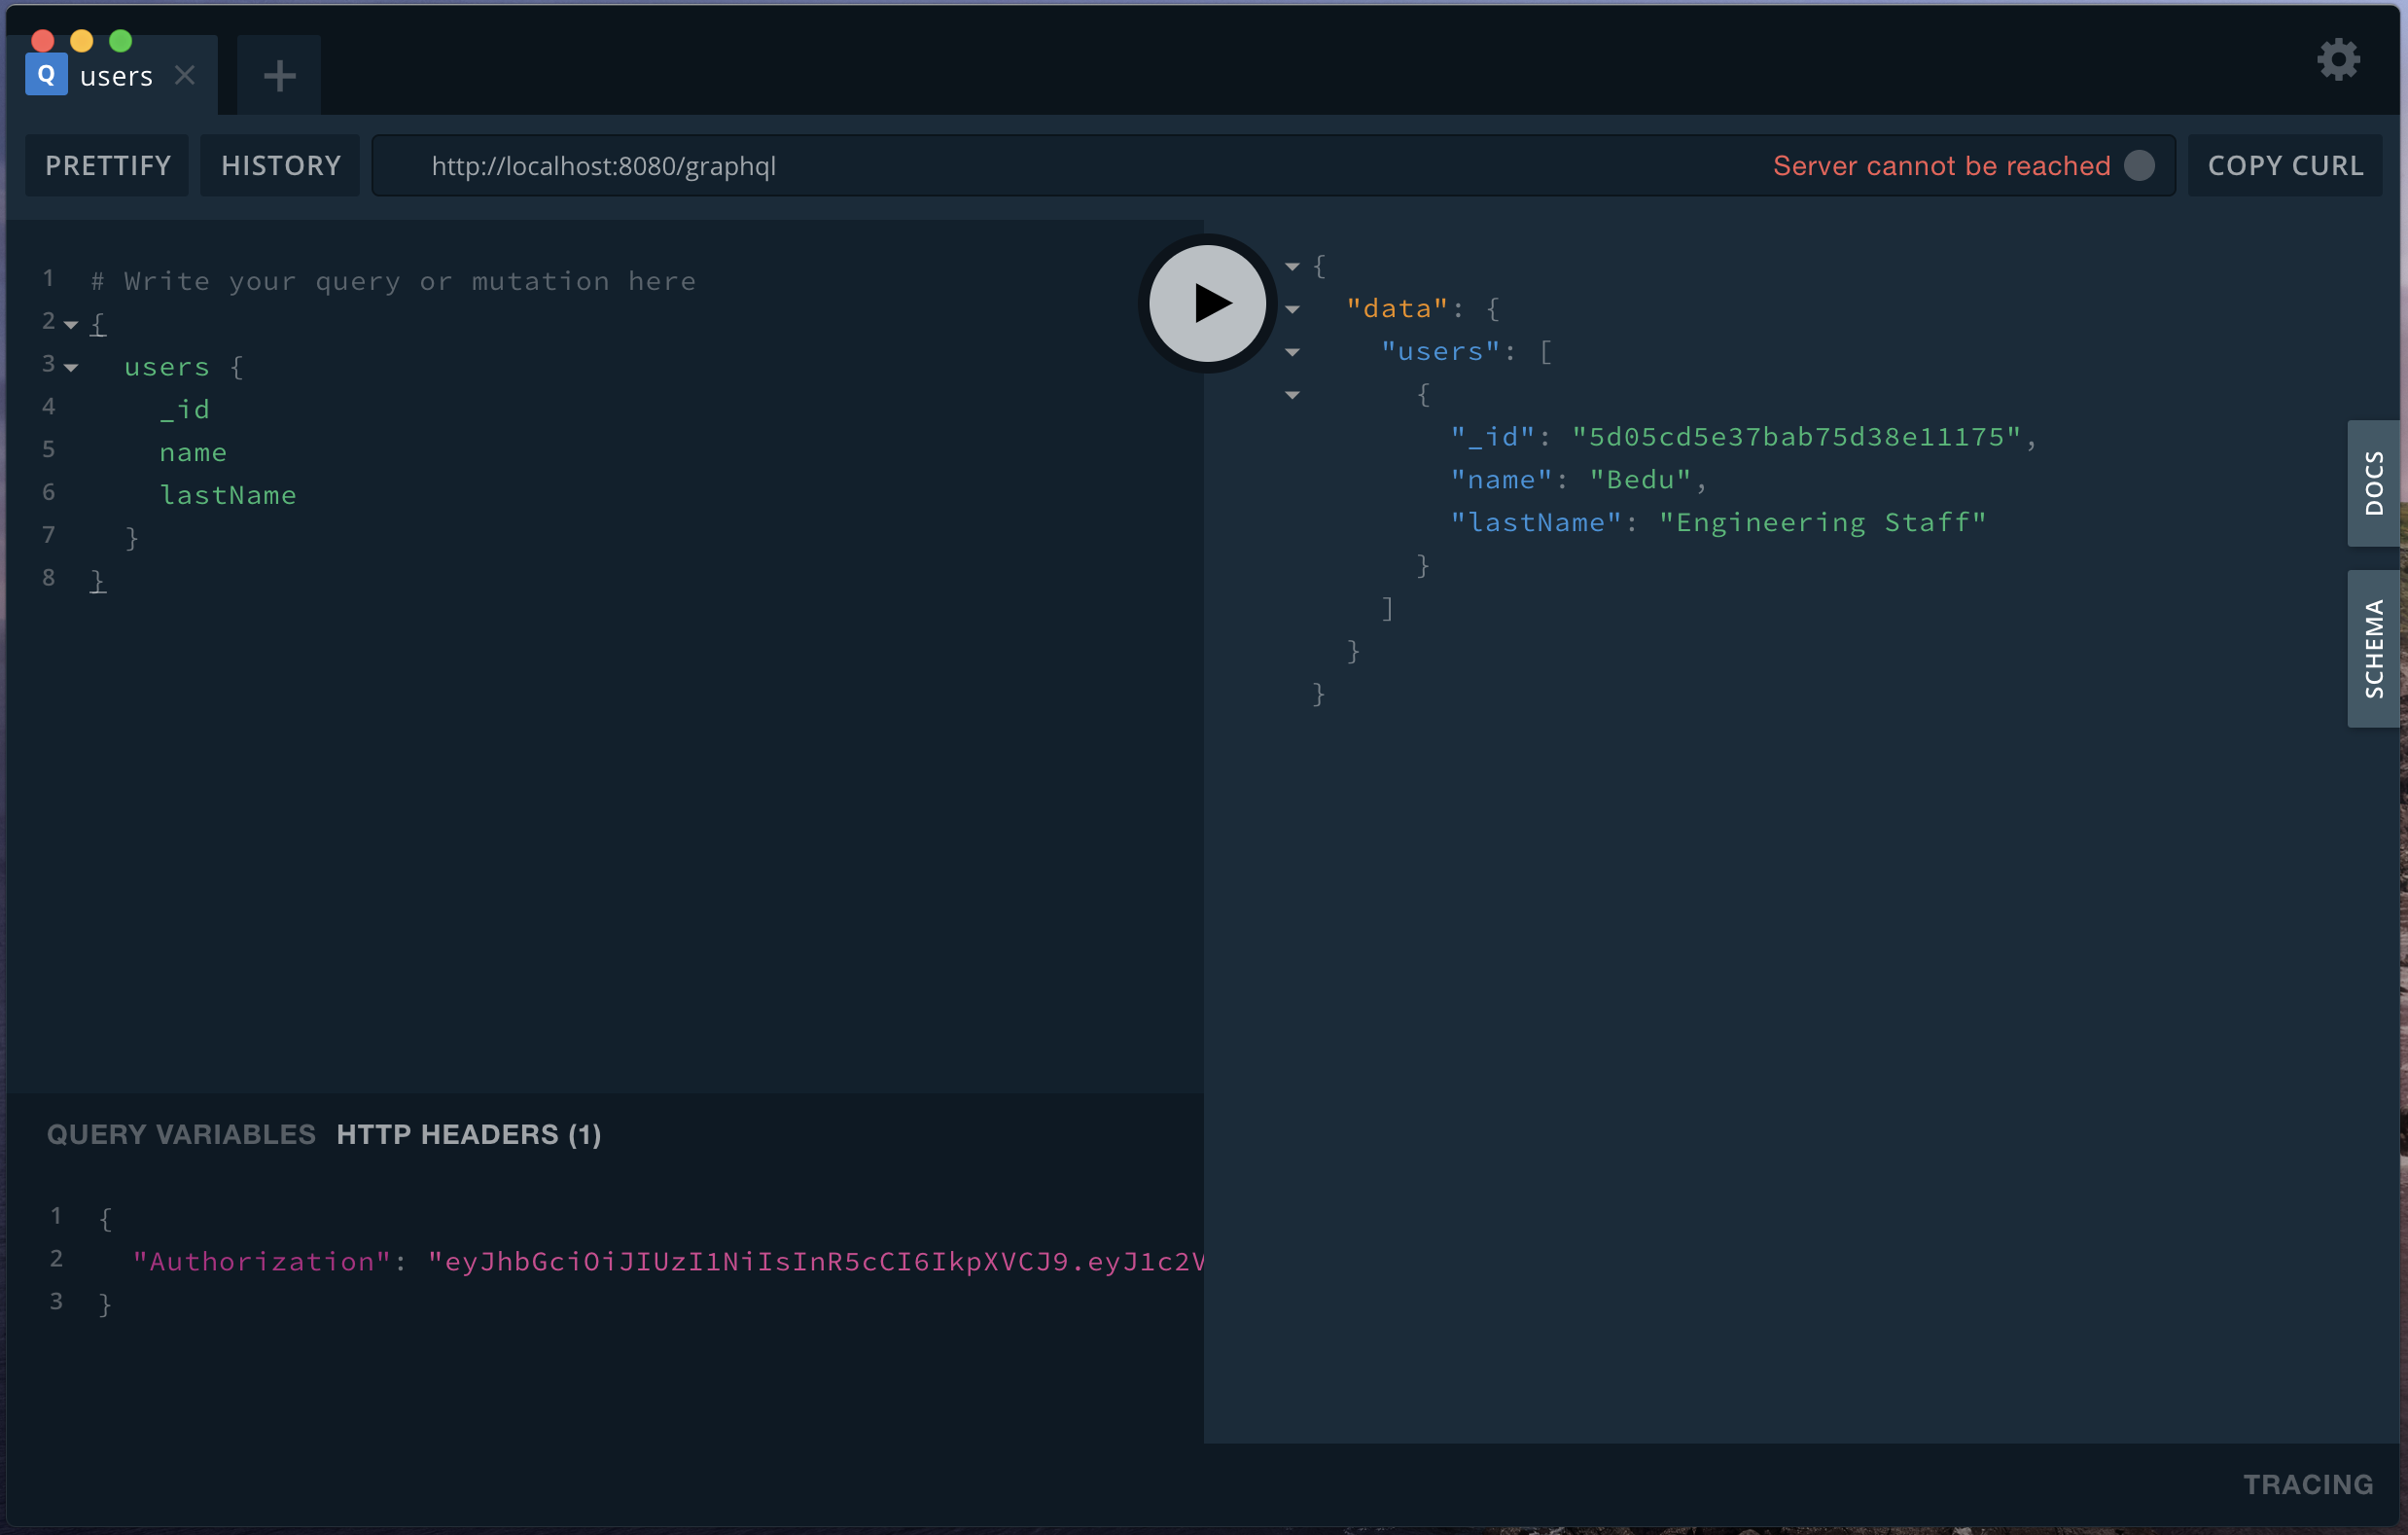 Q users
PRETTIFY HISTORY http://localhost:8080/graphql Server cannot be reached COPY CURL
1 # Write your query or mutation here
2 {
3 users {
4 _id
5 name
6 lastName
7 }
8 }
{
"data": {
"users": [
{
"_id": "5d05cd5e37bab75d38e11175",
"name": "Bedu",
"lastName": "Engineering Staff"
}
]
}
}
DOCS
SCHEMA
QUERY VARIABLES HTTP HEADERS (1)
1 {
2 "Authorization": "eyJhbGciOiJIUzI1NiIsInR5cCI6IkpXVCJ9.eyJ1c2V
3 }
TRACING